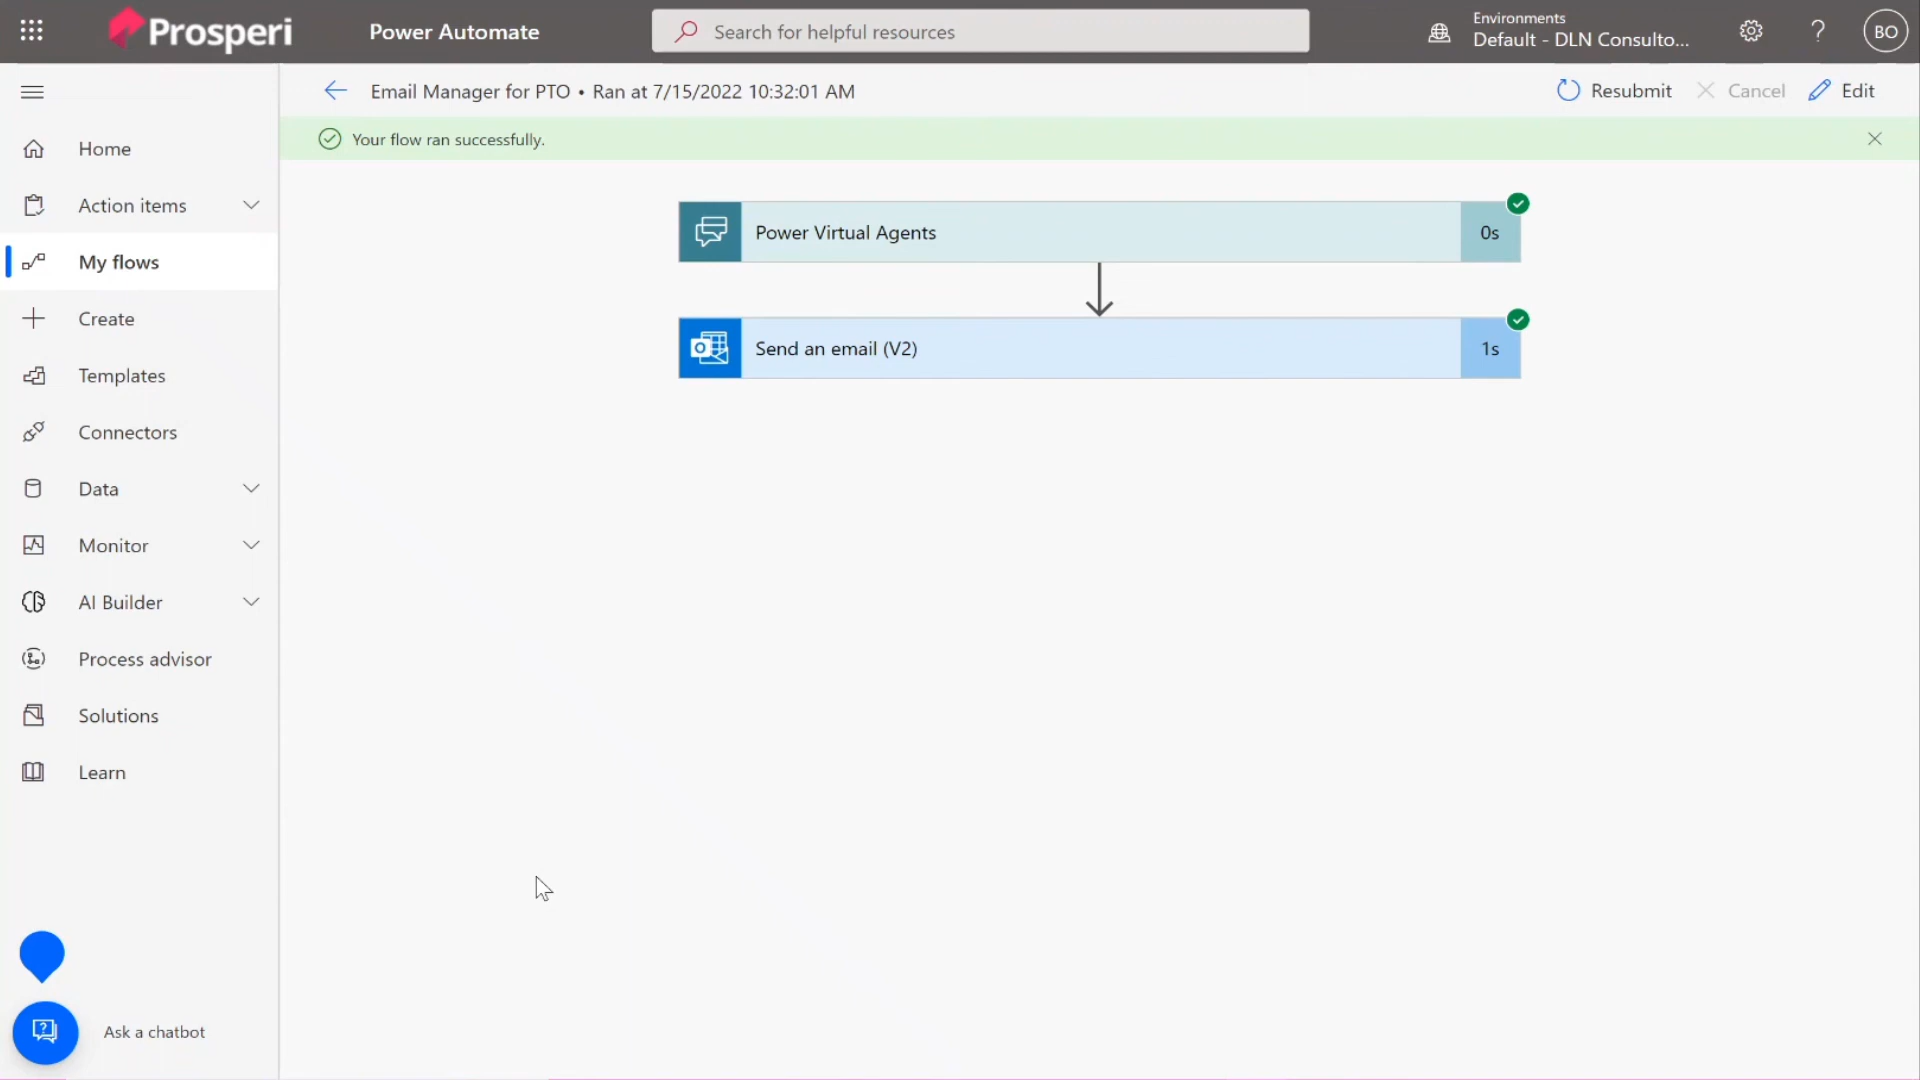 Prosperi
Power Automate
Search for helpful resources
Environments
Default - DLN Consulto...
?
BO
Email Manager for PTO • Ran at 7/15/2022 10:32:01 AM
Resubmit
Cancel
Edit
Your flow ran successfully.
Home
Action items
My flows
Create
Templates
Connectors
Data
Monitor
AI Builder
Process advisor
Solutions
Learn
Ask a chatbot
Power Virtual Agents
0s
Send an email (V2)
1s